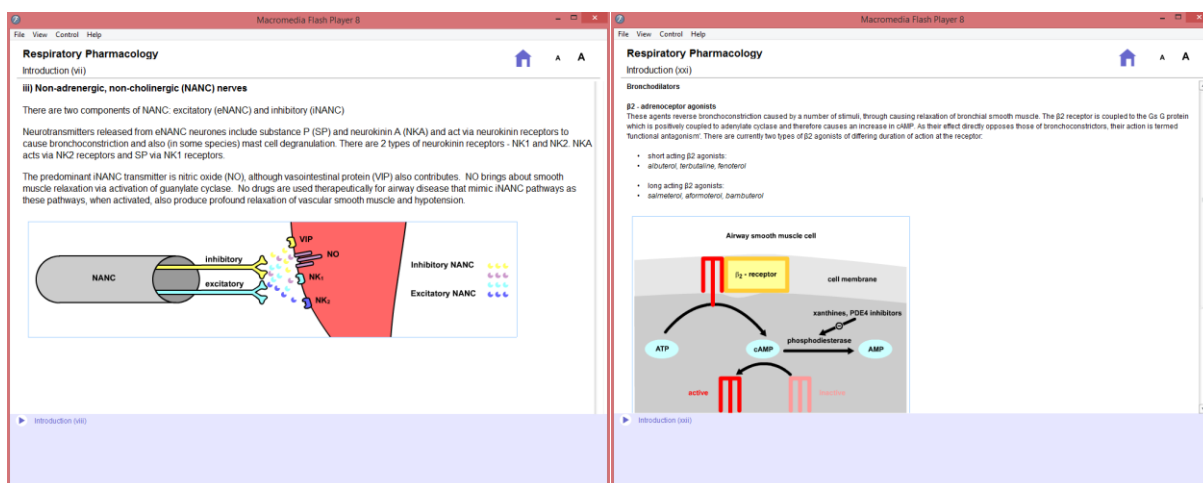 Macromedia Flash Player 8
File View Control Help
Respiratory Pharmacology
A A
Introduction (vii)
iii) Non-adrenergic, non-cholinergic (NANC) nerves
There are two components of NANC: excitatory (eNANC) and inhibitory (iNANC)
Neurotransmitters released from eNANC neurones include substance P (SP) and neurokinin A (NKA) and act via neurokinin receptors to
cause bronchoconstriction and also (in some species) mast cell degranulation. There are 2 types of neurokinin receptors - NK1 and NK2. NKA
acts via NK2 receptors and SP via NK1 receptors.
The predominant iNANC transmitter is nitric oxide (NO), although vasointestinal protein (VIP) also contributes. NO brings about smooth
muscle relaxation via activation of guanylate cyclase. No drugs are used therapeutically for airway disease that mimic iNANC pathways as
these pathways, when activated, also produce profound relaxation of vascular smooth muscle and hypotension.
VIP
inhibitory
NO
NANC
NK₁
excitatory
NK₂
Inhibitory NANC
Excitatory NANC
Introduction (viii)
Macromedia Flash Player 8
File View Control Help
Respiratory Pharmacology
A A
Introduction (xxi)
Bronchodilators
β2 - adrenoceptor agonists
These agents reverse bronchoconstriction caused by a number of stimuli, through causing relaxation of bronchial smooth muscle. The β2 receptor is coupled to the Gs G protein
which is positively coupled to adenylate cyclase and therefore causes an increase in cAMP. As their effect directly opposes those of bronchoconstrictors, their action is termed
'functional antagonism'. There are currently two types of β2 agonists of differing duration of action at the receptor:
• short acting β2 agonists:
• albuterol, terbutaline, fenoterol
• long acting β2 agonists:
• salmeterol, aformoterol, bambuterol
Airway smooth muscle cell
β₂ - receptor
cell membrane
xanthines, PDE4 inhibitors
phosphodiesterase
ATP
cAMP
AMP
active
inactive
Introduction (xxii)